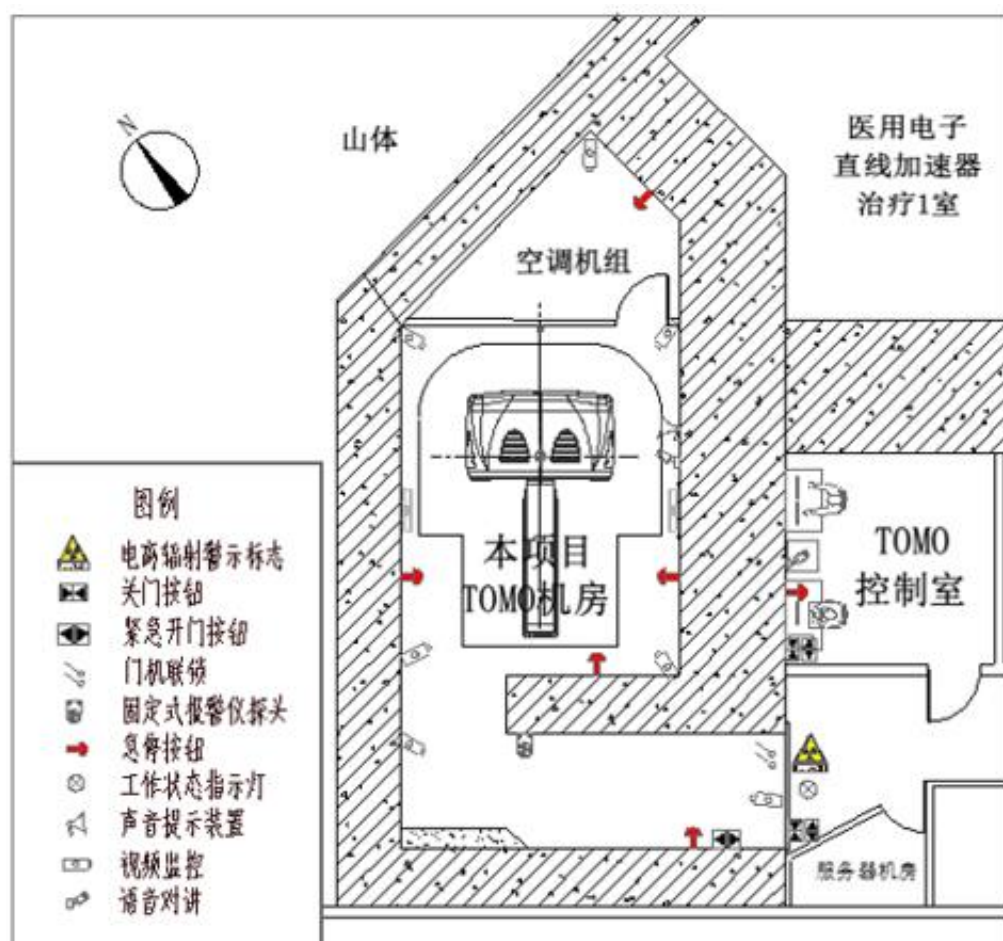 N
山体
医用电子
直线加速器
治疗1室
空调机组
本项目
TOMO机房
TOMO
控制室
服务器机房
图例
电离辐射警示标志
关门按钮
紧急开门按钮
门机联锁
固定式报警仪探头
急停按钮
工作状态指示灯
声音提示装置
视频监控
语音对讲